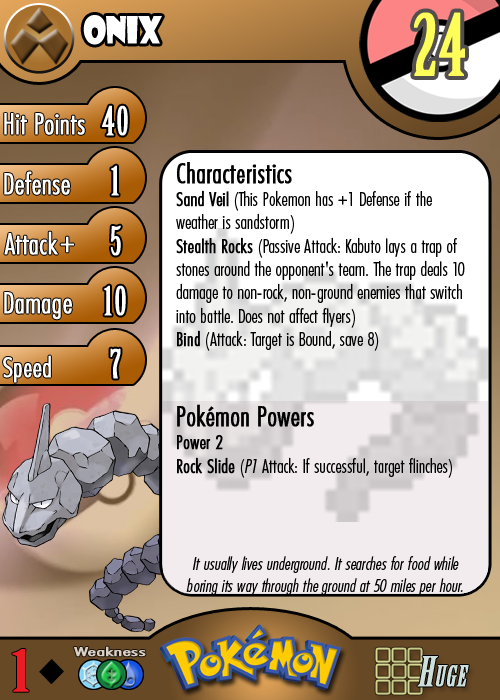 ONIX
24
Hit Points 40
Defense 1
Attack+ 5
Damage 10
Speed 7
Characteristics
Sand Veil (This Pokemon has +1 Defense if the
weather is sandstorm)
Stealth Rocks (Passive Attack: Kabuto lays a trap of
stones around the opponent's team. The trap deals 10
damage to non-rock, non-ground enemies that switch
into battle. Does not affect flyers)
Bind (Attack: Target is Bound, save 8)
Pokémon Powers
Power 2
Rock Slide (P1 Attack: If successful, target flinches)
It usually lives underground. It searches for food while
boring its way through the ground at 50 miles per hour.
1
Weakness
POKéMON
HUGE